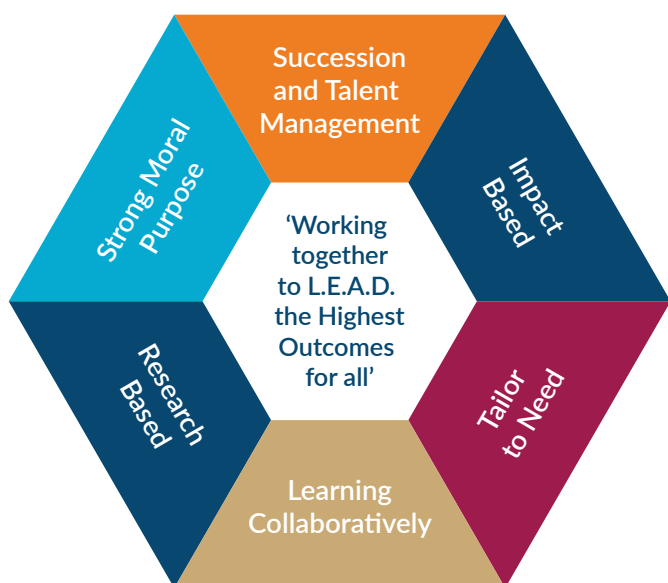 Succession
and Talent
Management
Impact
Based
Tailor
to Need
Learning
Collaboratively
Research
Based
Strong Moral
Purpose
‘Working
together
to L.E.A.D.
the Highest
Outcomes
for all’